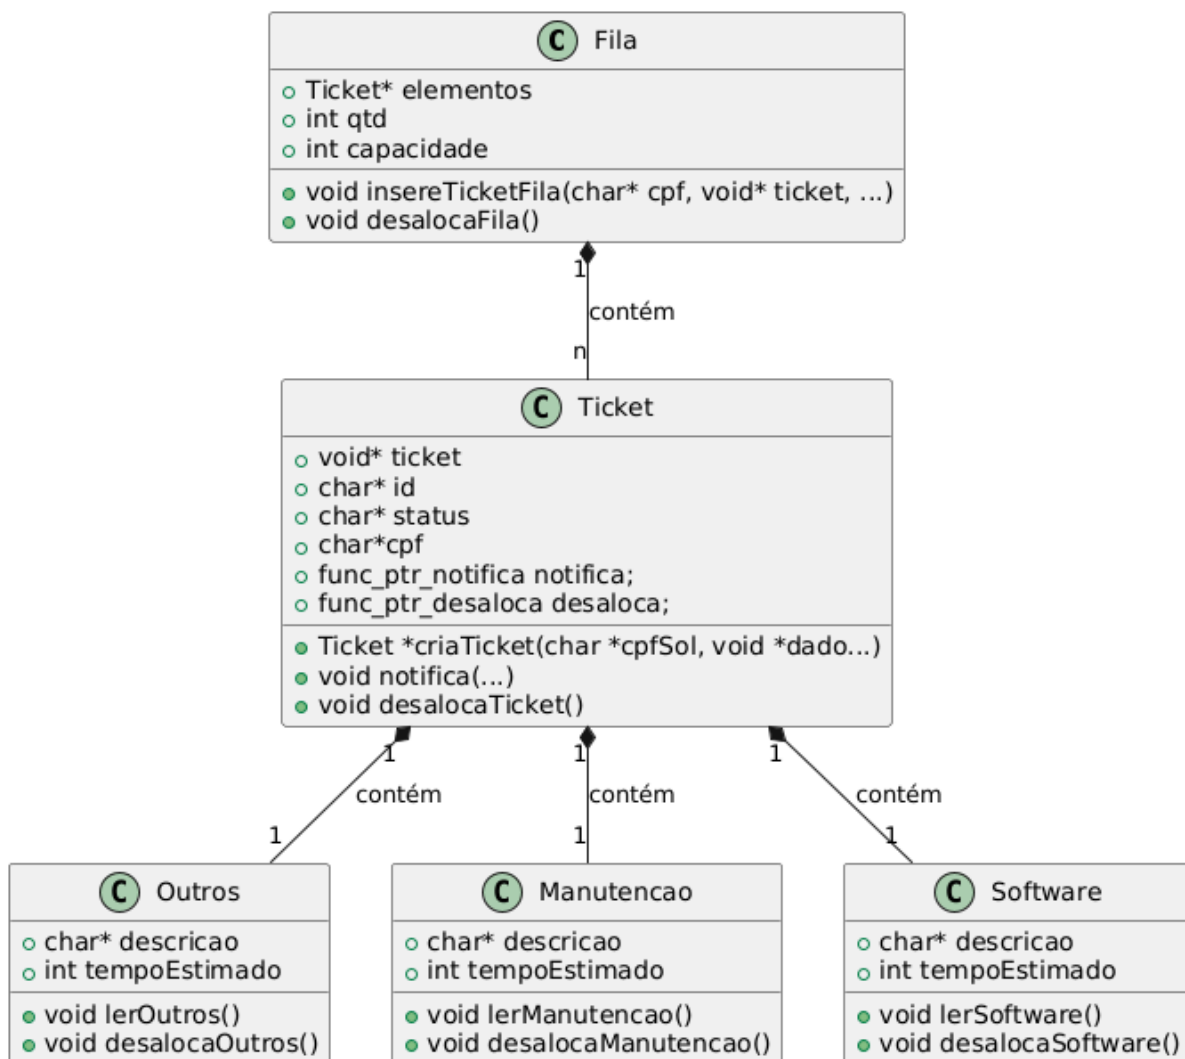 C Fila
Ticket* elementos
int qtd
int capacidade
void insereTicketFila(char* cpf, void* ticket, ...)
void desalocaFila()
1
contém
n
C Ticket
void* ticket
char* id
char* status
char*cpf
func_ptr_notifica notifica;
func_ptr_desaloca desaloca;
Ticket *criaTicket(char *cpfSol, void *dado...)
void notifica(...)
void desalocaTicket()
1 1 1
contém contém contém
1 1 1
C Outros
char* descricao
int tempoEstimado
void lerOutros()
void desalocaOutros()
C Manutencao
char* descricao
int tempoEstimado
void lerManutencao()
void desalocaManutencao()
C Software
char* descricao
int tempoEstimado
void lerSoftware()
void desalocaSoftware()